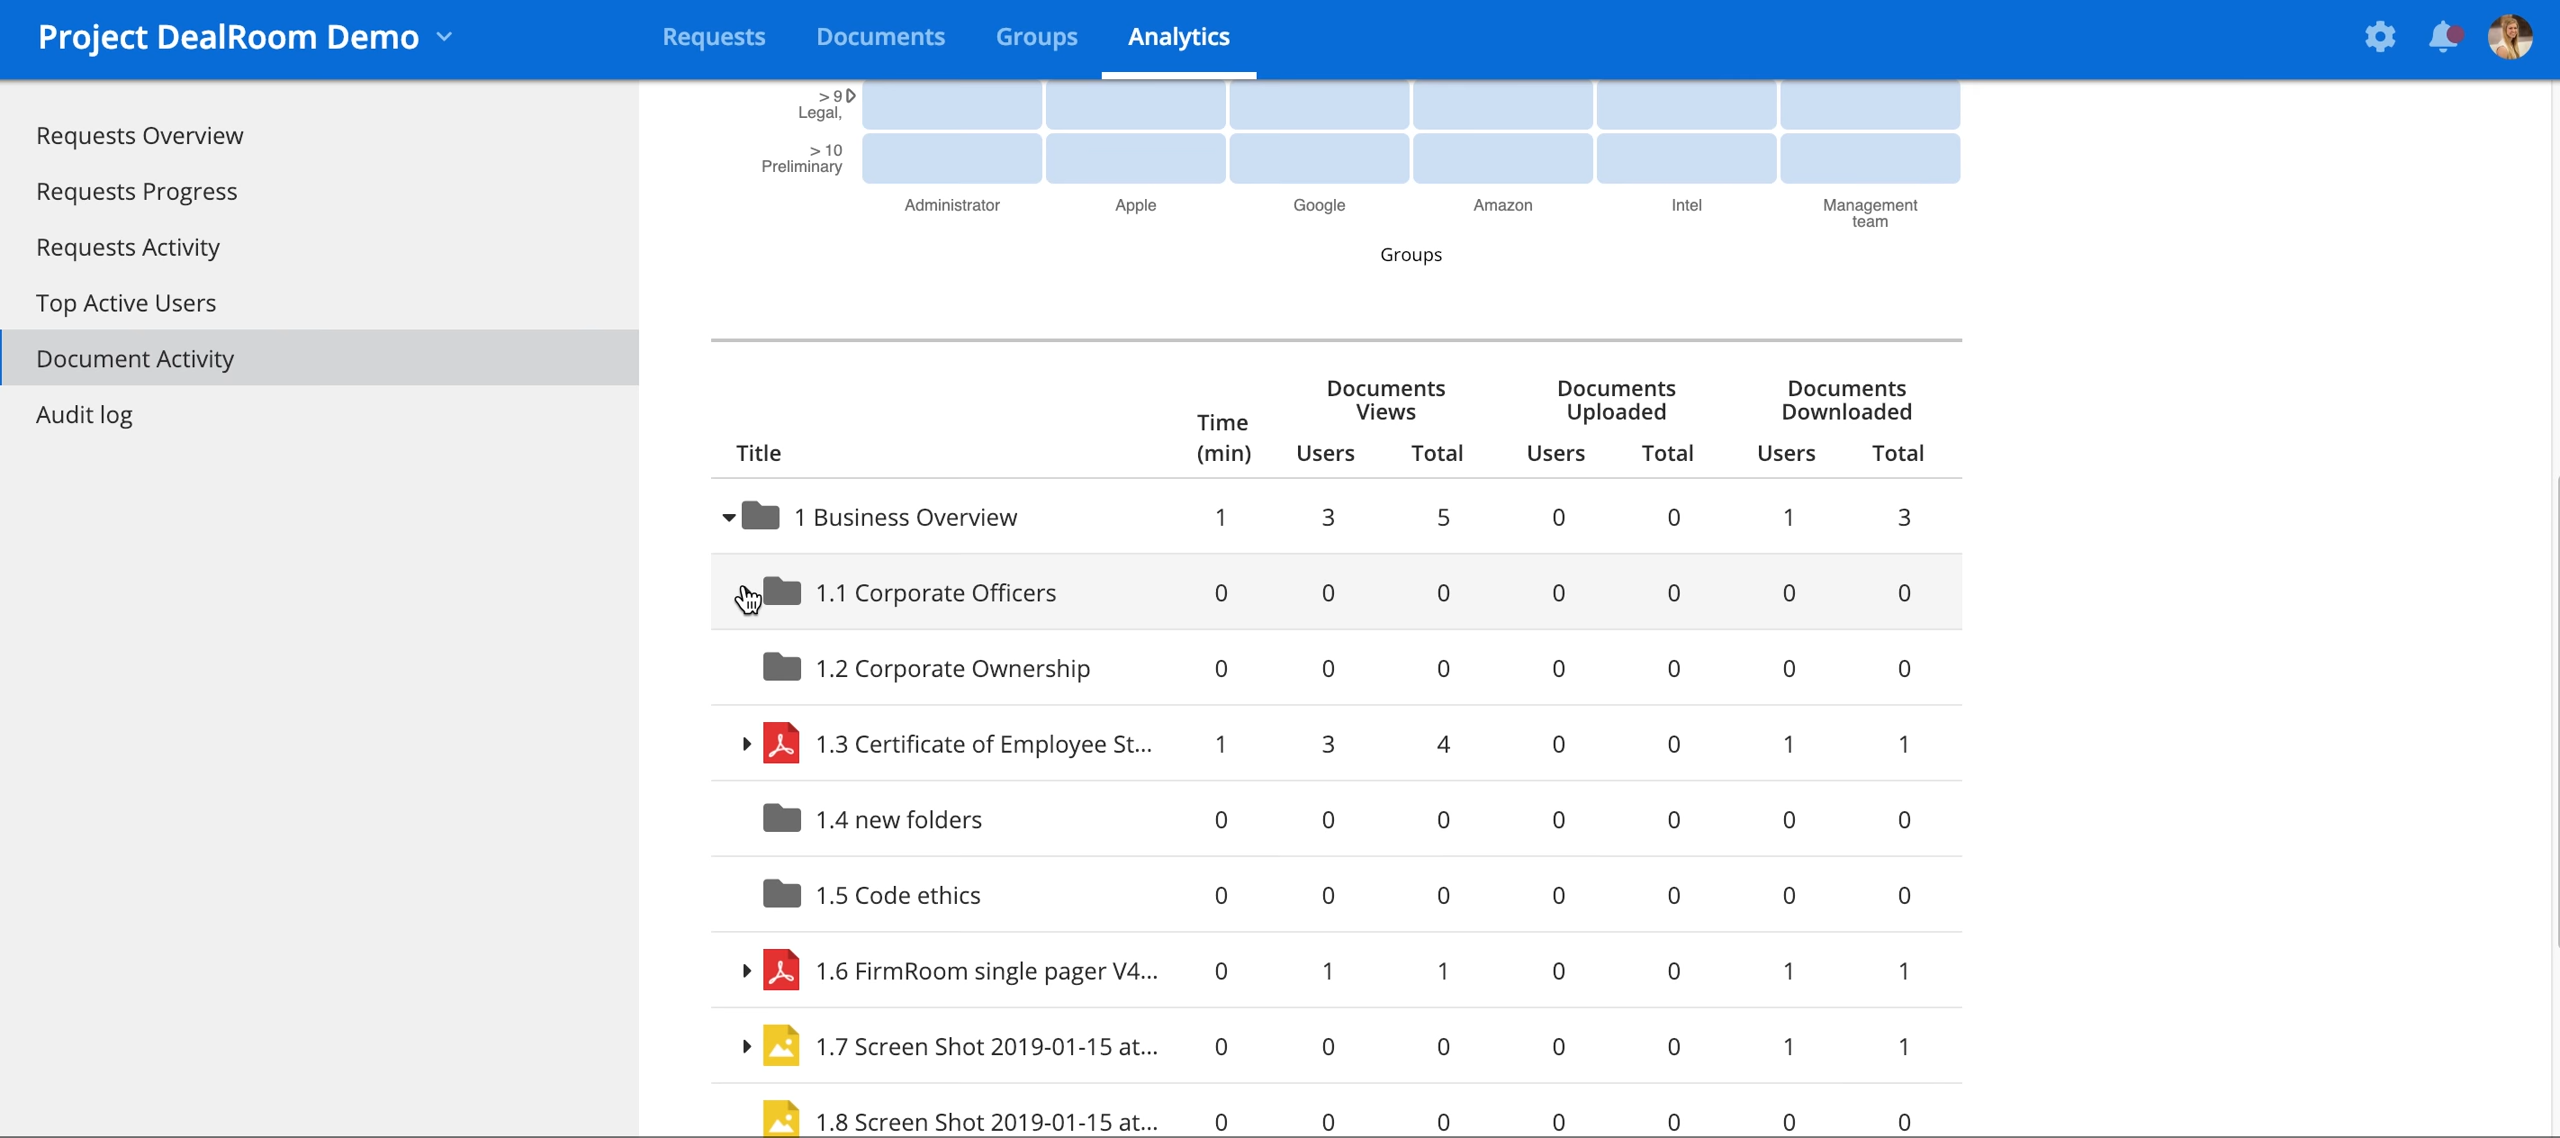 Project DealRoom Demo
Requests Documents Groups Analytics
Requests Overview
Requests Progress
Requests Activity
Top Active Users
Document Activity
Audit log
> 9
Legal,
> 10
Preliminary
Administrator Apple Google Amazon Intel Management team
Groups
Title Time (min) Documents Views Documents Uploaded Documents Downloaded
Users Total Users Total Users Total
1 Business Overview 1 3 5 0 0 1 3
1.1 Corporate Officers 0 0 0 0 0 0 0
1.2 Corporate Ownership 0 0 0 0 0 0 0
1.3 Certificate of Employee St... 1 3 4 0 0 1 1
1.4 new folders 0 0 0 0 0 0 0
1.5 Code ethics 0 0 0 0 0 0 0
1.6 FirmRoom single pager V4... 0 1 1 0 0 1 1
1.7 Screen Shot 2019-01-15 at... 0 0 0 0 0 1 1
1.8 Screen Shot 2019-01-15 at... 0 0 0 0 0 0 0